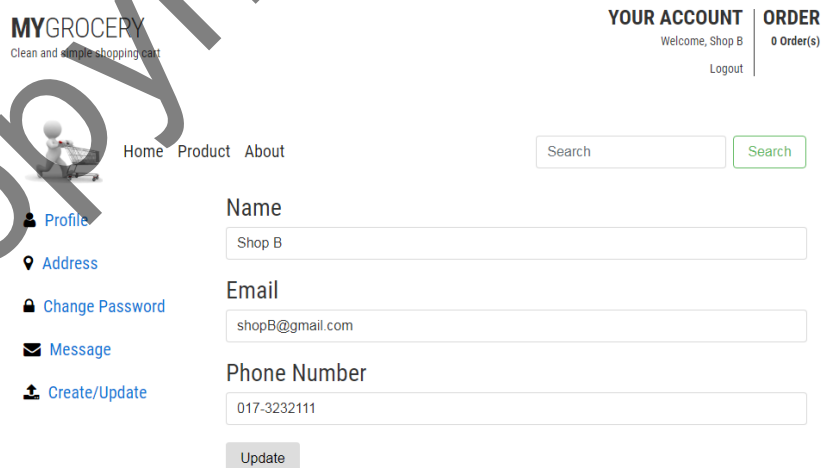 MYGROCERY
Clean and simple shopping cart
YOUR ACCOUNT
Welcome, Shop B
Logout
ORDER
0 Order(s)
Home Product About
Search Search
Profile
Address
Change Password
Message
Create/Update
Name
Shop B
Email
shopB@gmail.com
Phone Number
017-3232111
Update